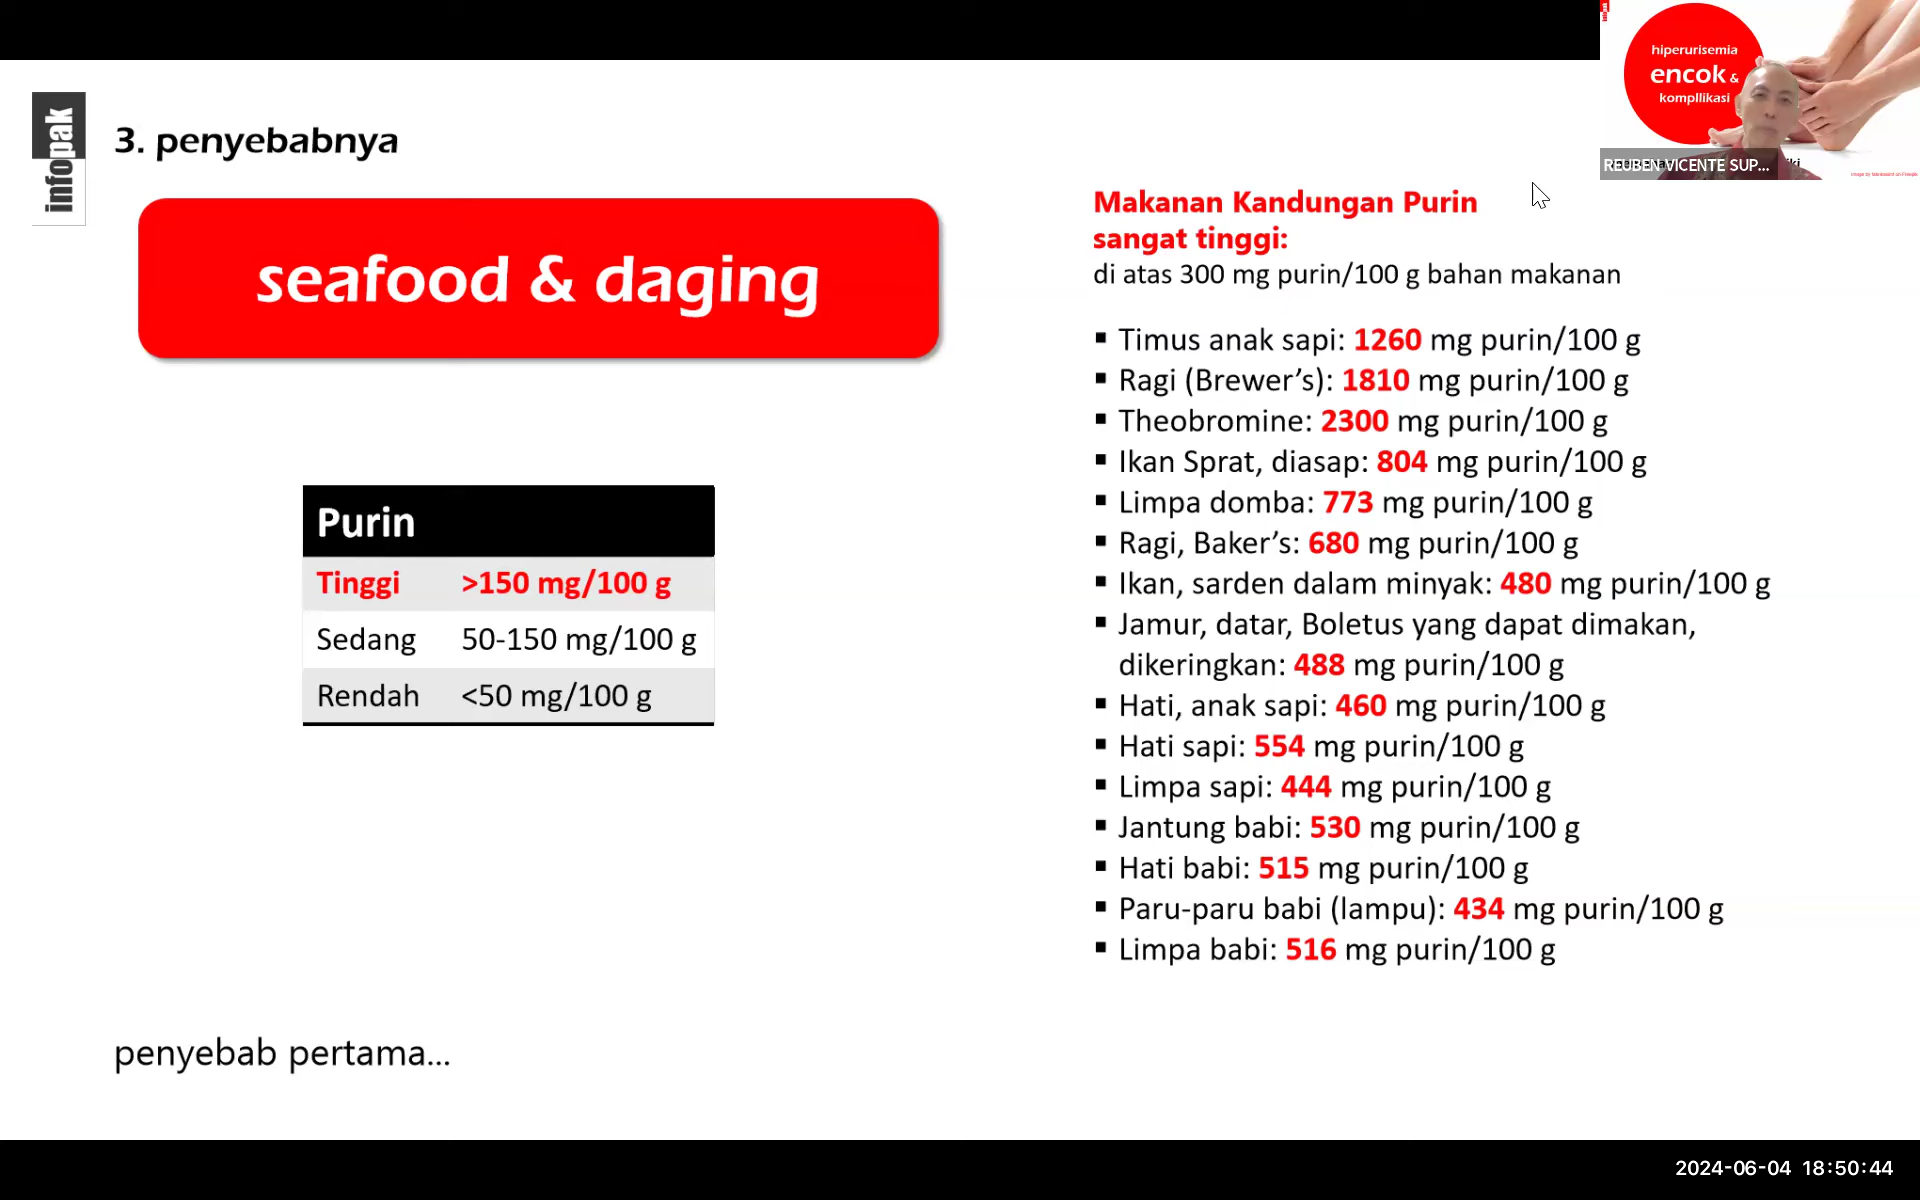 infopak
3. penyebabnya
seafood & daging
Purin
Tinggi >150 mg/100 g
Sedang 50-150 mg/100 g
Rendah <50 mg/100 g
penyebab pertama...
Makanan Kandungan Purin
sangat tinggi:
di atas 300 mg purin/100 g bahan makanan
▪ Timus anak sapi: 1260 mg purin/100 g
▪ Ragi (Brewer’s): 1810 mg purin/100 g
▪ Theobromine: 2300 mg purin/100 g
▪ Ikan Sprat, diasap: 804 mg purin/100 g
▪ Limpa domba: 773 mg purin/100 g
▪ Ragi, Baker’s: 680 mg purin/100 g
▪ Ikan, sarden dalam minyak: 480 mg purin/100 g
▪ Jamur, datar, Boletus yang dapat dimakan,
dikeringkan: 488 mg purin/100 g
▪ Hati, anak sapi: 460 mg purin/100 g
▪ Hati sapi: 554 mg purin/100 g
▪ Limpa sapi: 444 mg purin/100 g
▪ Jantung babi: 530 mg purin/100 g
▪ Hati babi: 515 mg purin/100 g
▪ Paru-paru babi (lampu): 434 mg purin/100 g
▪ Limpa babi: 516 mg purin/100 g
hiperurisemia
encok &
kompllikasi
REUBEN VICENTE SUP...
2024-06-04 18:50:44